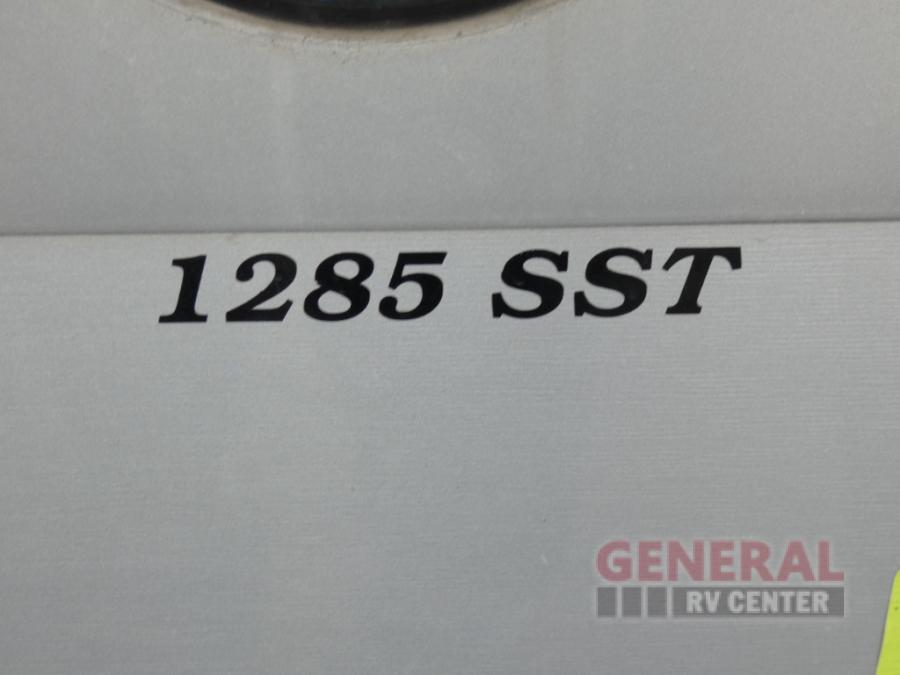 1285 SST
GENERAL
RV CENTER